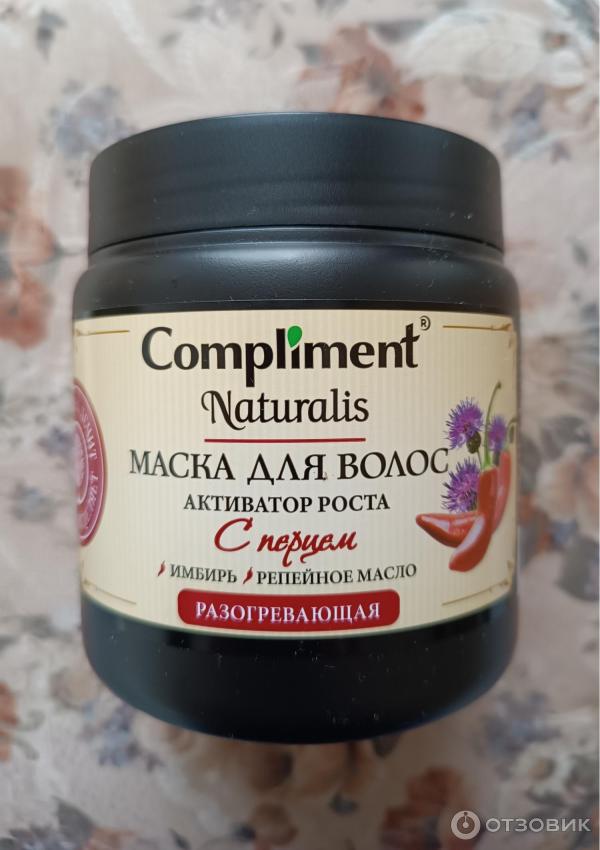 Compliment®
Naturalis
МАСКА ДЛЯ ВОЛОС
АКТИВАТОР РОСТА
С перцем
ИМБИРЬ РЕПЕЙНОЕ МАСЛО
РАЗОГРЕВАЮЩАЯ
ОТЗОВИК